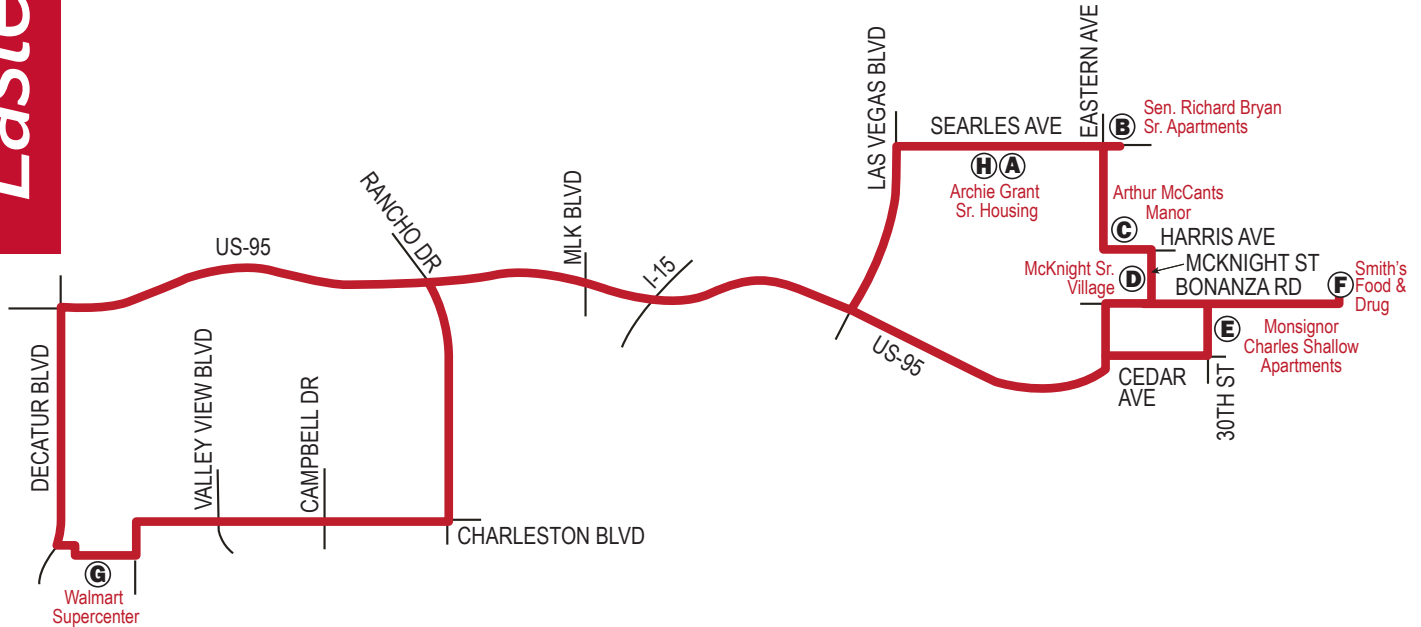 LAS VEGAS BLVD
SEARLES AVE
EASTERN AVE
B
Sen. Richard Bryan
Sr. Apartments
H A
Archie Grant
Sr. Housing
Arthur McCants
Manor
C
HARRIS AVE
MCKNIGHT ST
McKnight Sr.
Village
D
BONANZA RD
F
Smith's
Food &
Drug
E
Monsignor
Charles Shallow
Apartments
CEDAR
AVE
30TH ST
US-95
RANCHO DR
MLK BLVD
I-15
US-95
DECATUR BLVD
VALLEY VIEW BLVD
CAMPBELL DR
CHARLESTON BLVD
G
Walmart
Supercenter